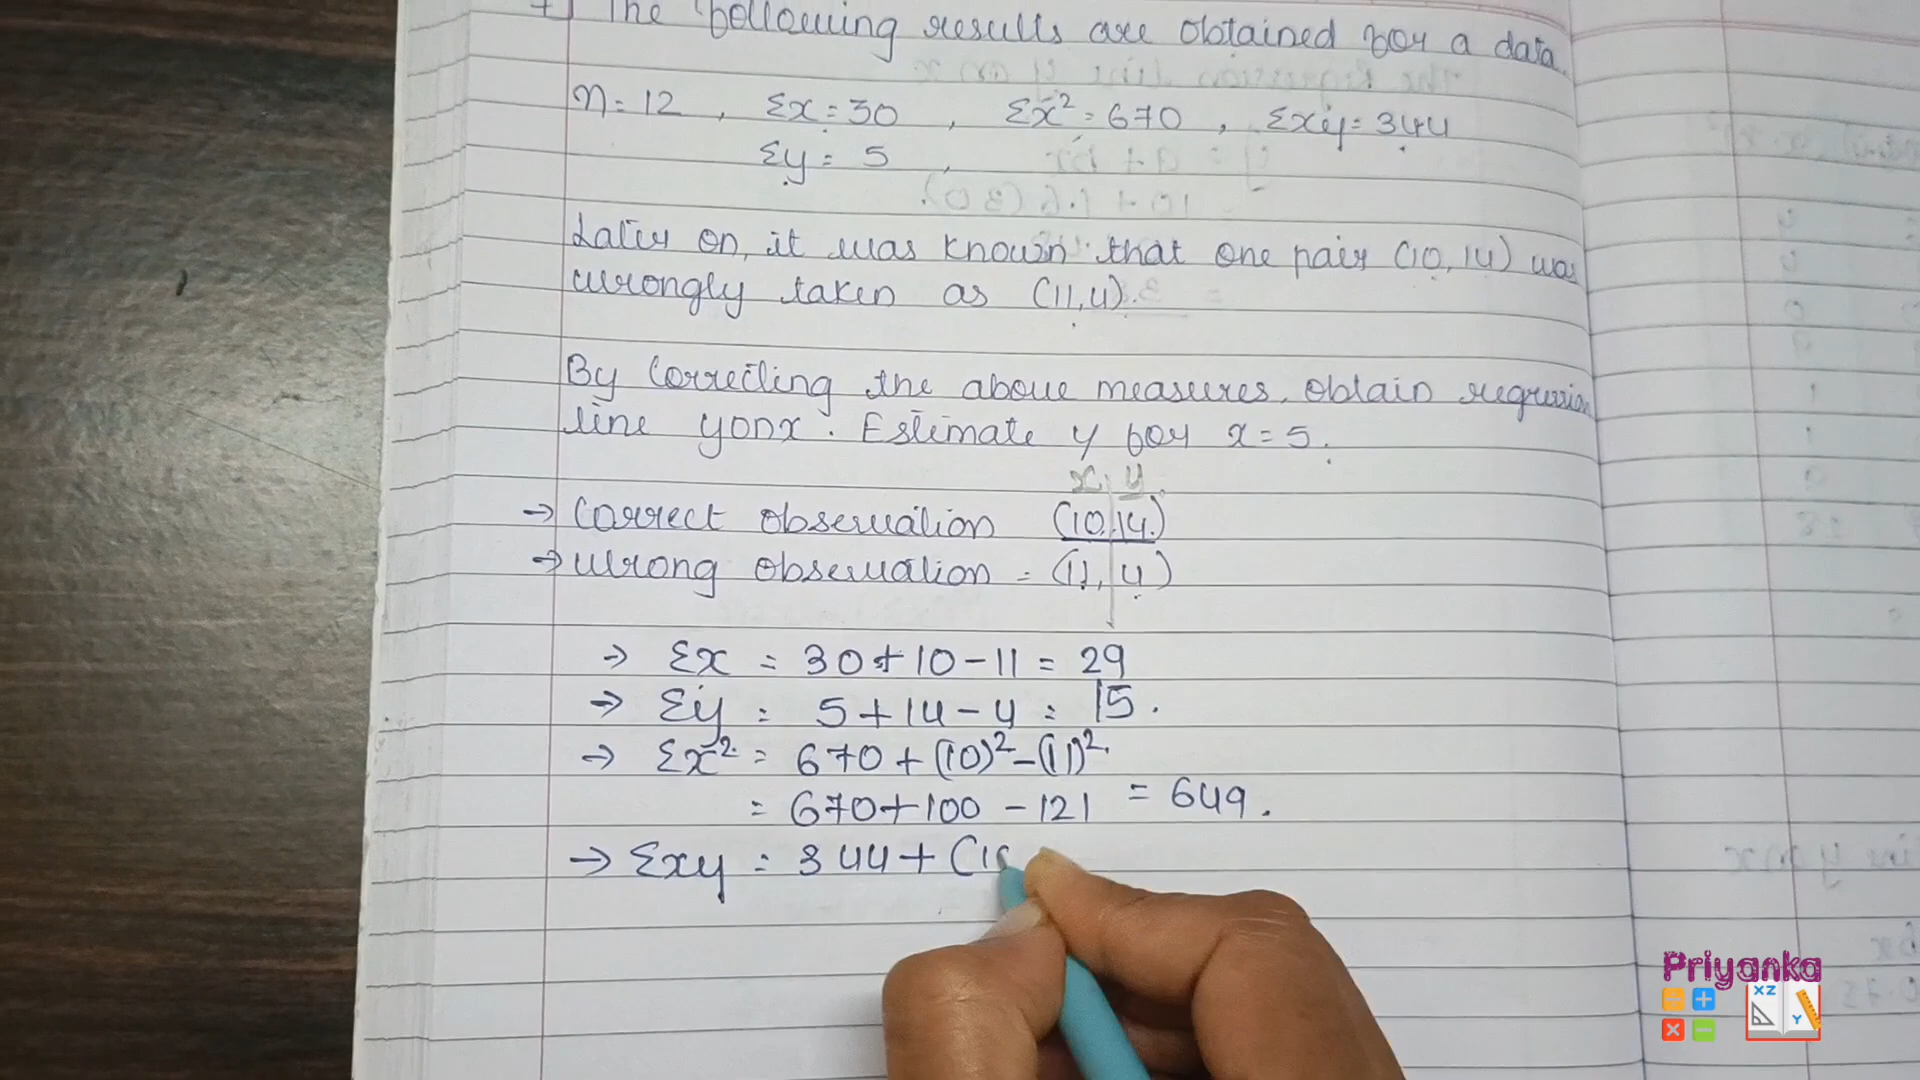 The following results are obtained for a data.
n = 12 , Σx = 30 , Σx² = 670 , Σxy = 344
Σy = 5 ,
Later on, it was known that one pair (10, 14) was
wrongly taken as (11, 4).
By Correcting the above measures, obtain regression
line y on x. Estimate y for x = 5.
x, y
→ Correct observation (10, 14.)
→ Wrong observation = (11, 4)
→ Σx = 30 + 10 - 11 = 29
→ Σy = 5 + 14 - 4 = 15.
→ Σx² = 670 + (10)² - (11)²
= 670 + 100 - 121 = 649.
→ Σxy = 344 + (10
Priyanka
XZ
Y